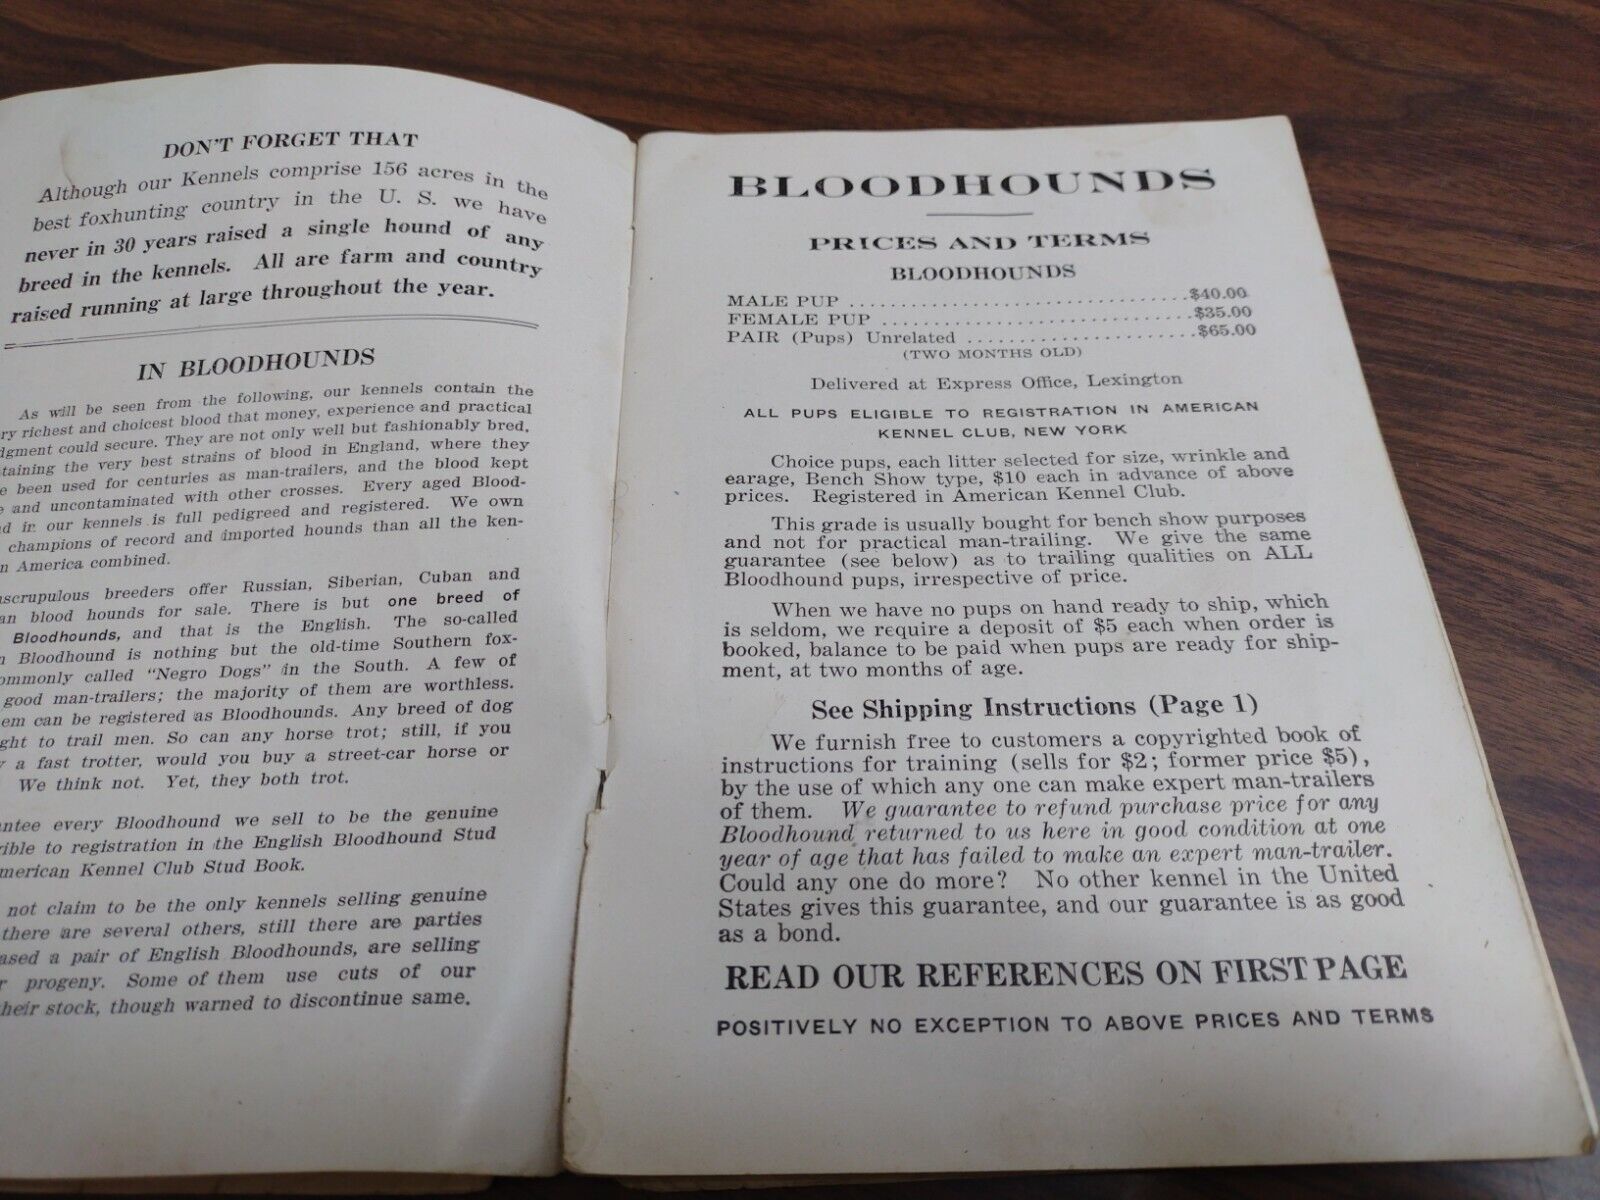 DON'T FORGET THAT
Although our Kennels comprise 156 acres in the
best foxhunting country in the U. S. we have
never in 30 years raised a single hound of any
breed in the kennels. All are farm and country
raised running at large throughout the year.
IN BLOODHOUNDS
As will be seen from the following, our kennels contain the
richest and choicest blood that money, experience and practical
could secure. They are not only well but fashionably bred,
the very best strains of blood in England, where they
been used for centuries as man-trailers, and the blood kept
and uncontaminated with other crosses. Every aged Blood-
in our kennels is full pedigreed and registered. We own
champions of record and imported hounds than all the ken-
America combined.
breeders offer Russian, Siberian, Cuban and
blood hounds for sale. There is but one breed of
Bloodhounds, and that is the English. The so-called
Bloodhound is nothing but the old-time Southern fox-
called "Negro Dogs" in the South. A few of
good man-trailers; the majority of them are worthless.
can be registered as Bloodhounds. Any breed of dog
to trail men. So can any horse trot; still, if you
a fast trotter, would you buy a street-car horse or
We think not. Yet, they both trot.
every Bloodhound we sell to be the genuine
to registration in the English Bloodhound Stud
Kennel Club Stud Book.
not claim to be the only kennels selling genuine
there are several others, still there are parties
a pair of English Bloodhounds, are selling
progeny. Some of them use cuts of our
stock, though warned to discontinue same.
BLOODHOUNDS
PRICES AND TERMS
BLOODHOUNDS
MALE PUP ................................. $40.00
FEMALE PUP .............................. $35.00
PAIR (Pups) Unrelated ...................... $65.00
(TWO MONTHS OLD)
Delivered at Express Office, Lexington
ALL PUPS ELIGIBLE TO REGISTRATION IN AMERICAN
KENNEL CLUB, NEW YORK
Choice pups, each litter selected for size, wrinkle and
earage, Bench Show type, $10 each in advance of above
prices. Registered in American Kennel Club.
This grade is usually bought for bench show purposes
and not for practical man-trailing. We give the same
guarantee (see below) as to trailing qualities on ALL
Bloodhound pups, irrespective of price.
When we have no pups on hand ready to ship, which
is seldom, we require a deposit of $5 each when order is
booked, balance to be paid when pups are ready for ship-
ment, at two months of age.
See Shipping Instructions (Page 1)
We furnish free to customers a copyrighted book of
instructions for training (sells for $2; former price $5),
by the use of which any one can make expert man-trailers
of them. We guarantee to refund purchase price for any
Bloodhound returned to us here in good condition at one
year of age that has failed to make an expert man-trailer.
Could any one do more? No other kennel in the United
States gives this guarantee, and our guarantee is as good
as a bond.
READ OUR REFERENCES ON FIRST PAGE
POSITIVELY NO EXCEPTION TO ABOVE PRICES AND TERMS